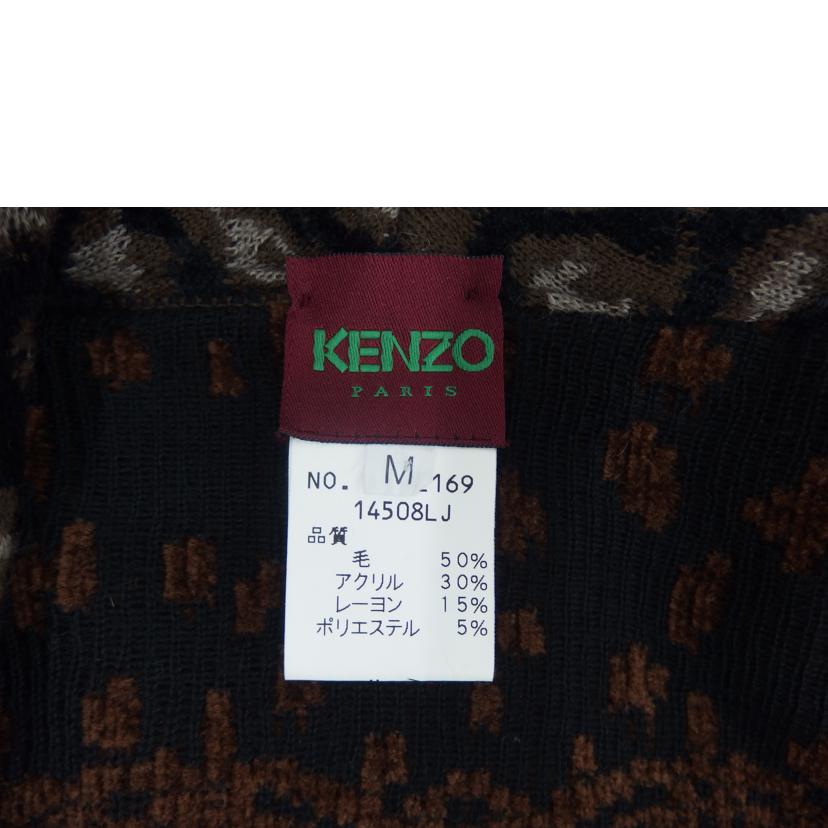 KENZO
PARIS
M
NO. 169
14508LJ
品質
毛 50%
アクリル 30%
レーヨン 15%
ポリエステル 5%